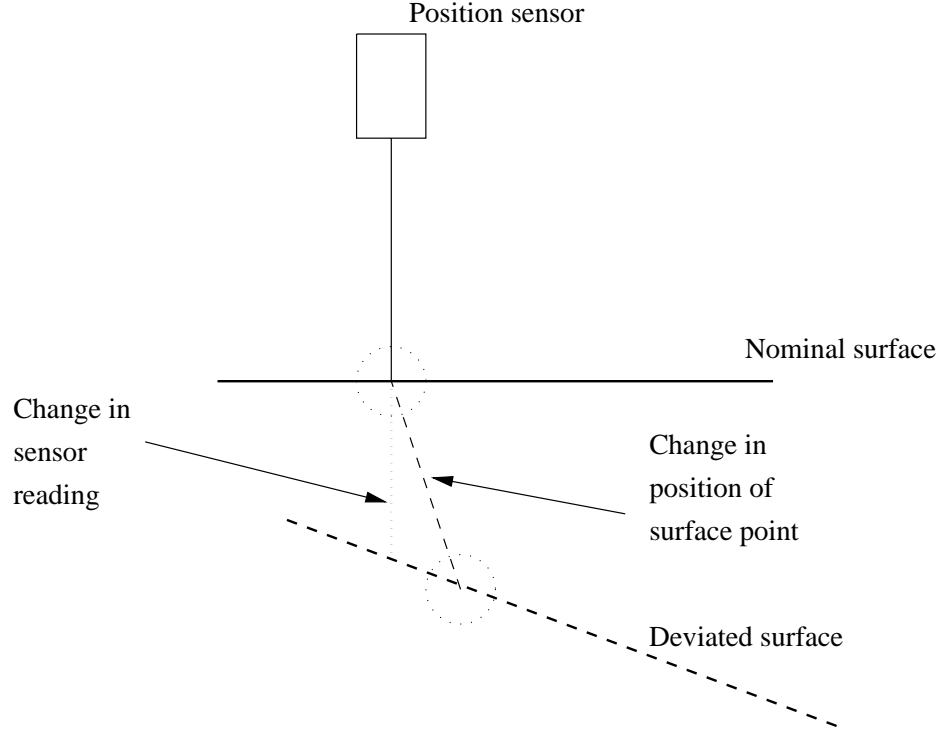 Position sensor
Nominal surface
Change in
sensor
reading
Change in
position of
surface point
Deviated surface